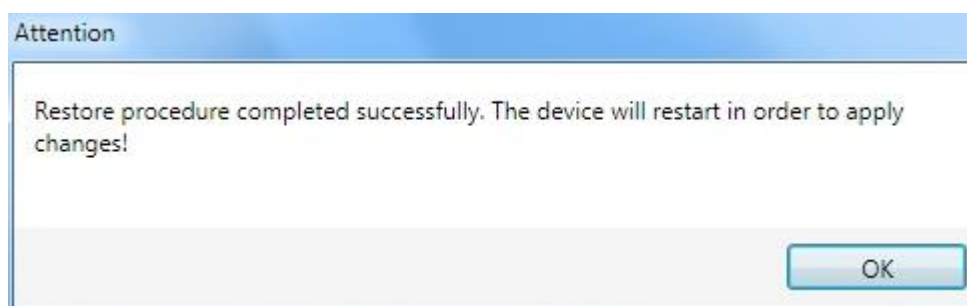 Attention
Restore procedure completed successfully. The device will restart in order to apply
changes!
OK